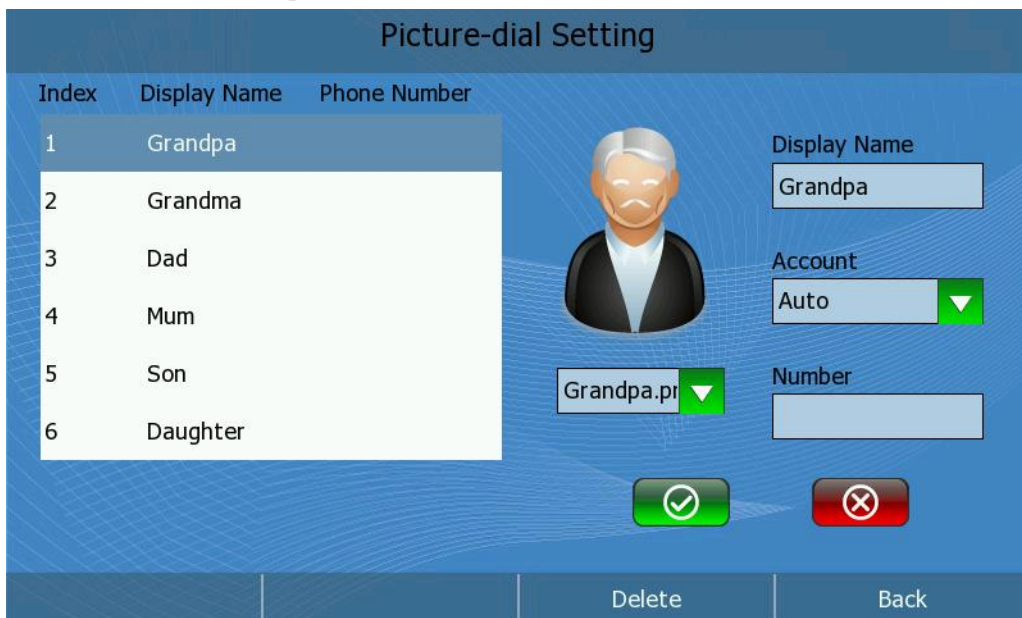 Picture-dial Setting
Index Display Name Phone Number
1 Grandpa
2 Grandma
3 Dad
4 Mum
5 Son
6 Daughter
Grandpa.pr
Display Name
Grandpa
Account
Auto
Number
Delete Back